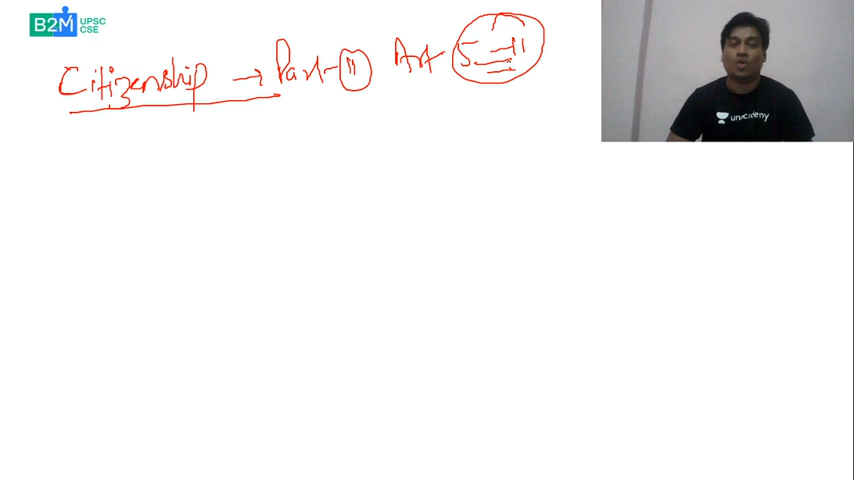 B2M UPSC
CSE
Citizenship → Part-II Art 5-11
unacademy